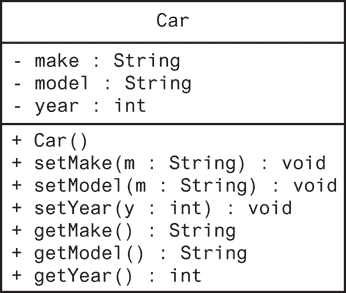 Car
- make : String
- model : String
- year : int
+ Car()
+ setMake(m : String) : void
+ setModel(m : String) : void
+ setYear(y : int) : void
+ getMake() : String
+ getModel() : String
+ getYear() : int